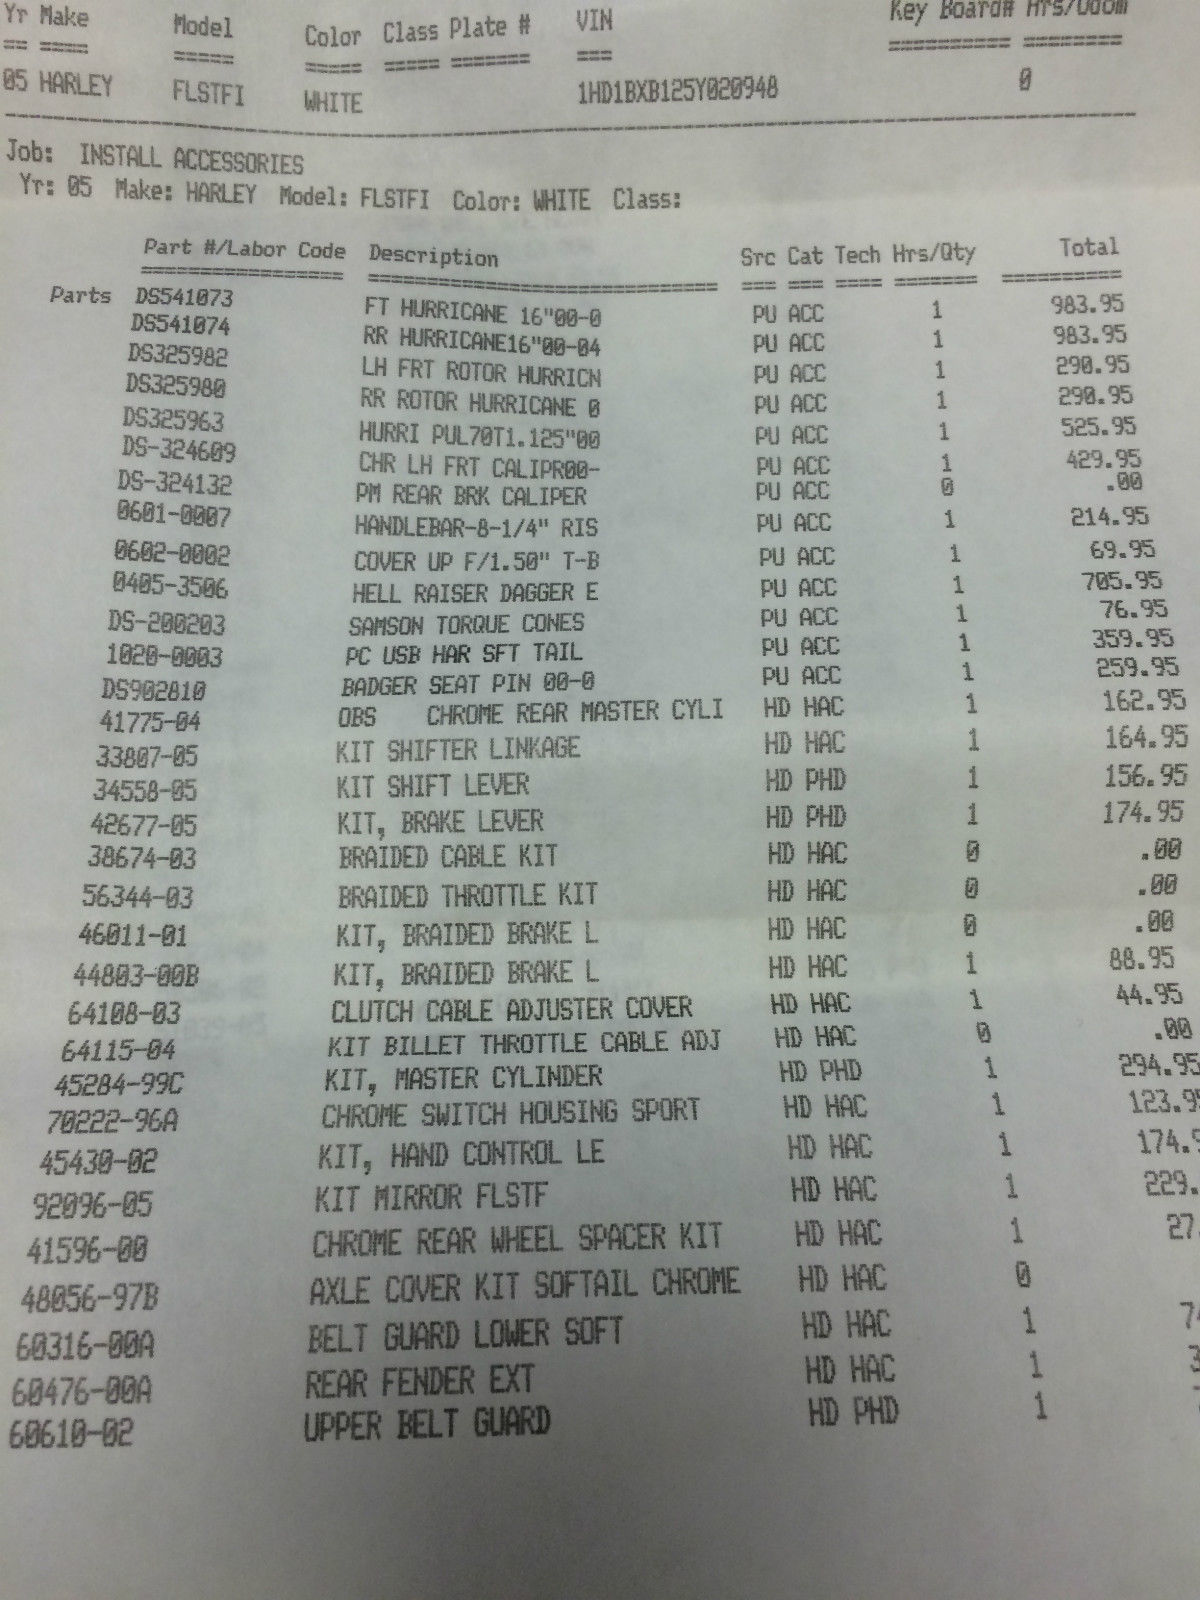 Yr Make Model Color Class Plate # VIN Key Board# Hrs/Odom
== ==== ===== ===== ===== ======= === ========== ========
05 HARLEY FLSTFI WHITE 1HD1BXB125Y020948 0
Job: INSTALL ACCESSORIES
Yr: 05 Make: HARLEY Model: FLSTFI Color: WHITE Class:
Part #/Labor Code Description Src Cat Tech Hrs/Qty Total
Parts DS541073 FT HURRICANE 16"00-0 PU ACC 1 983.95
DS541074 RR HURRICANE16"00-04 PU ACC 1 983.95
DS325982 LH FRT ROTOR HURRICN PU ACC 1 290.95
DS325980 RR ROTOR HURRICANE 0 PU ACC 1 290.95
DS325963 HURRI PUL70T1.125"00 PU ACC 1 525.95
DS-324609 CHR LH FRT CALIPR00- PU ACC 1 429.95
DS-324132 PM REAR BRK CALIPER PU ACC 0 .00
0601-0007 HANDLEBAR-8-1/4" RIS PU ACC 1 214.95
0602-0002 COVER UP F/1.50" T-B PU ACC 1 69.95
0405-3506 HELL RAISER DAGGER E PU ACC 1 705.95
DS-200203 SAMSON TORQUE CONES PU ACC 1 76.95
1020-0003 PC USB HAR SFT TAIL PU ACC 1 359.95
DS902810 BADGER SEAT PIN 00-0 PU ACC 1 259.95
41775-04 OBS CHROME REAR MASTER CYLI HD HAC 1 162.95
33807-05 KIT SHIFTER LINKAGE HD HAC 1 164.95
34558-05 KIT SHIFT LEVER HD PHD 1 156.95
42677-05 KIT, BRAKE LEVER HD PHD 1 174.95
38674-03 BRAIDED CABLE KIT HD HAC 0 .00
56344-03 BRAIDED THROTTLE KIT HD HAC 0 .00
46011-01 KIT, BRAIDED BRAKE L HD HAC 0 .00
44803-00B KIT, BRAIDED BRAKE L HD HAC 1 88.95
64108-03 CLUTCH CABLE ADJUSTER COVER HD HAC 1 44.95
64115-04 KIT BILLET THROTTLE CABLE ADJ HD HAC 0 .00
45284-99C KIT, MASTER CYLINDER HD PHD 1 294.95
70222-96A CHROME SWITCH HOUSING SPORT HD HAC 1 123.95
45430-02 KIT, HAND CONTROL LE HD HAC 1 174.9
92096-05 KIT MIRROR FLSTF HD HAC 1 229.
41596-00 CHROME REAR WHEEL SPACER KIT HD HAC 1 27.
48056-97B AXLE COVER KIT SOFTAIL CHROME HD HAC 0
60316-00A BELT GUARD LOWER SOFT HD HAC 1 74
60476-00A REAR FENDER EXT HD HAC 1 3
60610-02 UPPER BELT GUARD HD PHD 1